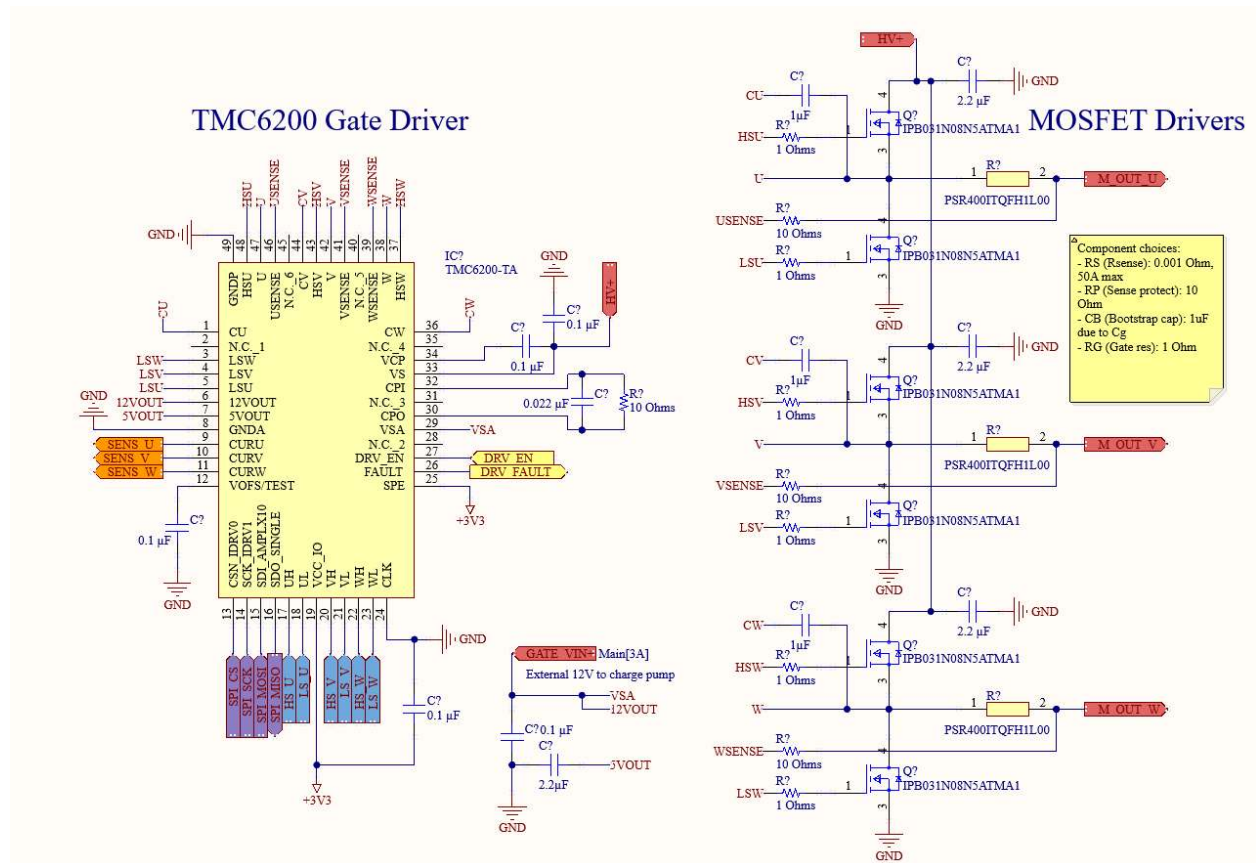 TMC6200 Gate Driver
MOSFET Drivers
HSU
U
USENSE
CV
HSV
V
VSENSE
WSENSE
W
HSW
GND
49
48
47
46
45
44
43
42
41
40
39
38
37
GNDP
HSU
U
USENSE
N.C._6
CV
HSV
V
VSENSE
N.C._5
WSENSE
W
HSW
IC?
TMC6200-TA
CU
1 CU
2 N.C._1
LSW 3 LSW
LSV 4 LSV
LSU 5 LSU
12VOUT 6 12VOUT
5VOUT 7 5VOUT
GND 8 GNDA
SENS_U 9 CURU
SENS_V 10 CURV
SENS_W 11 CURW
12 VOFS/TEST
C?
0.1 µF
GND
CW 36 CW
N.C._4 35
VCP 34
VS 33
CPI 32
N.C._3 31
CPO 30
VSA 29 VSA
N.C._2 28
DRV_EN 27 DRV_EN
FAULT 26 DRV_FAULT
SPE 25
+3V3
GND
C?
0.1 µF
C?
0.1 µF
HV+
C?
0.022 µF
R?
10 Ohms
CSN_IDRV0
SCK_IDRV1
SDI_AMPLX10
SDO_SINGLE
UH
UL
VCC_IO
VH
VL
WH
WL
CLK
13
14
15
16
17
18
19
20
21
22
23
24
SPI_CS
SPI_SCK
SPI_MOSI
SPI_MISO
HS_U
LS_U
HS_V
LS_V
HS_W
LS_W
GND
C?
0.1 µF
+3V3
GATE_VIN+ Main[3A]
External 12V to charge pump
VSA
12VOUT
C? 0.1 µF
C?
2.2µF
5VOUT
GND
HV+
CU
C?
1µF
C?
2.2 µF
GND
HSU
R?
1 Ohms
1
4
3
Q?
IPB031N08N5ATMA1
U
1 R? 2
PSR400ITQFH1L00
M_OUT_U
USENSE
R?
10 Ohms
LSU
R?
1 Ohms
1
4
3
Q?
IPB031N08N5ATMA1
GND
CV
C?
1µF
C?
2.2 µF
GND
HSV
R?
1 Ohms
1
4
3
Q?
IPB031N08N5ATMA1
V
1 R? 2
PSR400ITQFH1L00
M_OUT_V
VSENSE
R?
10 Ohms
LSV
R?
1 Ohms
1
4
3
Q?
IPB031N08N5ATMA1
GND
CW
C?
1µF
C?
2.2 µF
GND
HSW
R?
1 Ohms
1
4
3
Q?
IPB031N08N5ATMA1
W
1 R? 2
PSR400ITQFH1L00
M_OUT_W
WSENSE
R?
10 Ohms
LSW
R?
1 Ohms
1
4
3
Q?
IPB031N08N5ATMA1
GND
Component choices:
- RS (Rsense): 0.001 Ohm,
50A max
- RP (Sense protect): 10
Ohm
- CB (Bootstrap cap): 1uF
due to Cg
- RG (Gate res): 1 Ohm